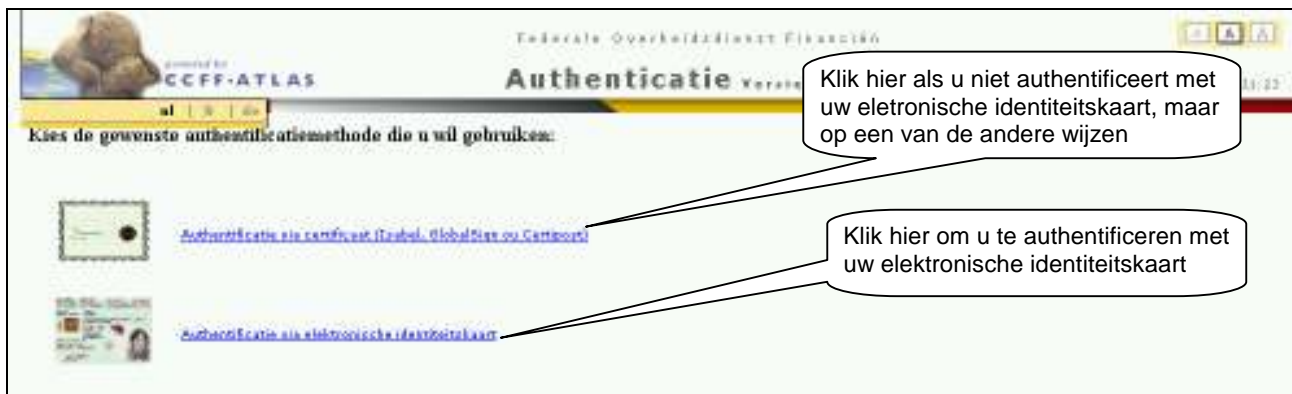 Federale Overheidsdienst Financiën
powered by
CCFF-ATLAS
Authenticatie
A A
nl | fr | de
Kies de gewenste authentificatiemethode die u wil gebruiken:
Klik hier als u niet authentificeert met
uw eletronische identiteitskaart, maar
op een van de andere wijzen
Authentificatie via certificaat (Isabel, GlobalSign ou Certipost)
Klik hier om u te authentificeren met
uw elektronische identiteitskaart
Authentificatie via elektronische identiteitskaart